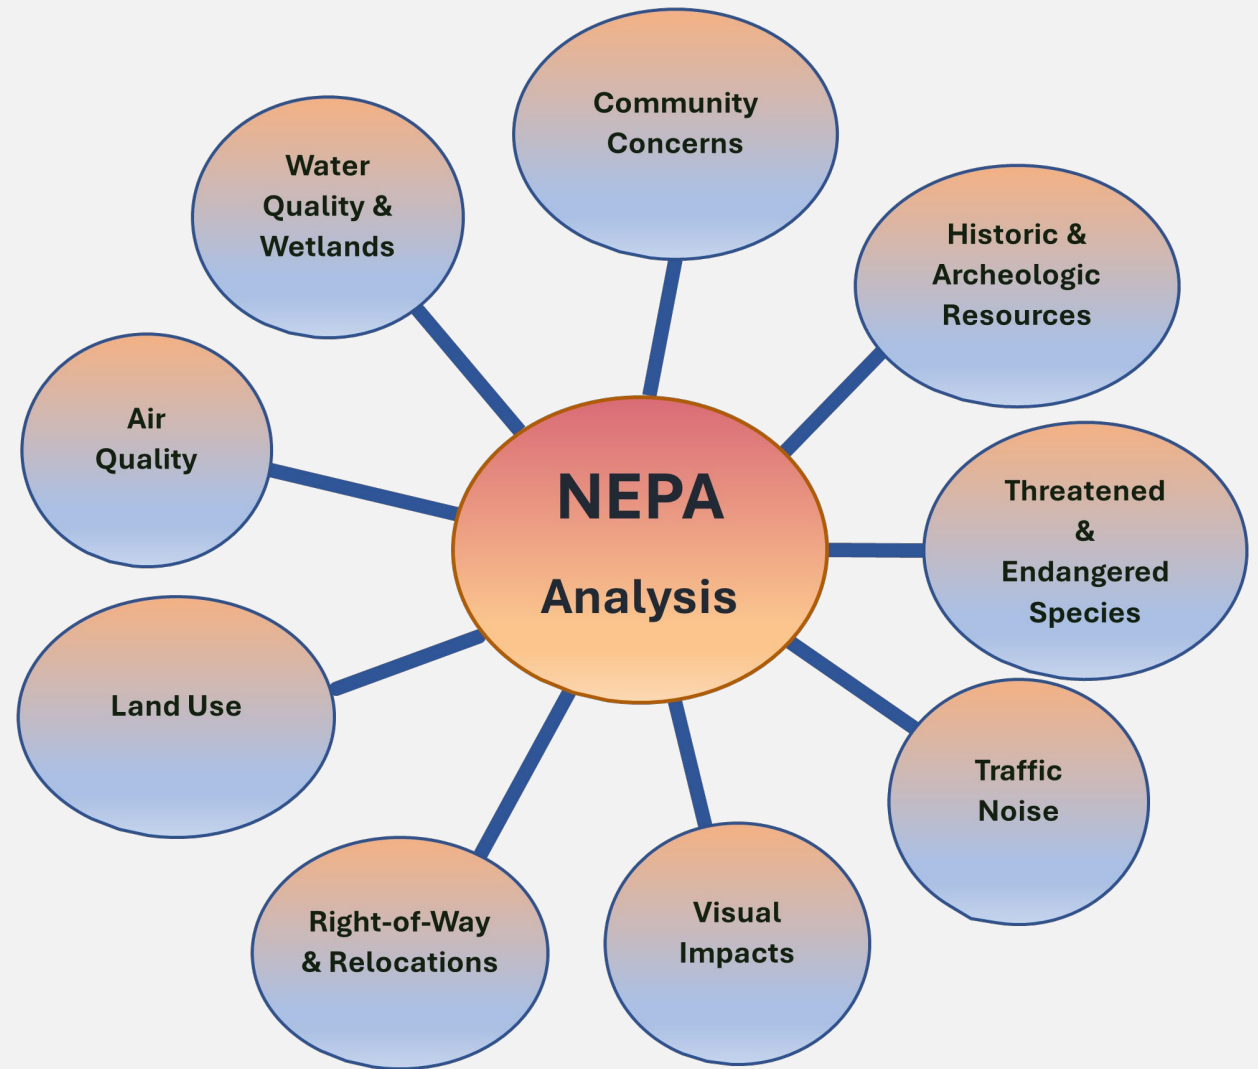 Community
Concerns
Water
Quality &
Wetlands
Historic &
Archeologic
Resources
Air
Quality
NEPA
Analysis
Threatened
&
Endangered
Species
Land Use
Traffic
Noise
Right-of-Way
& Relocations
Visual
Impacts